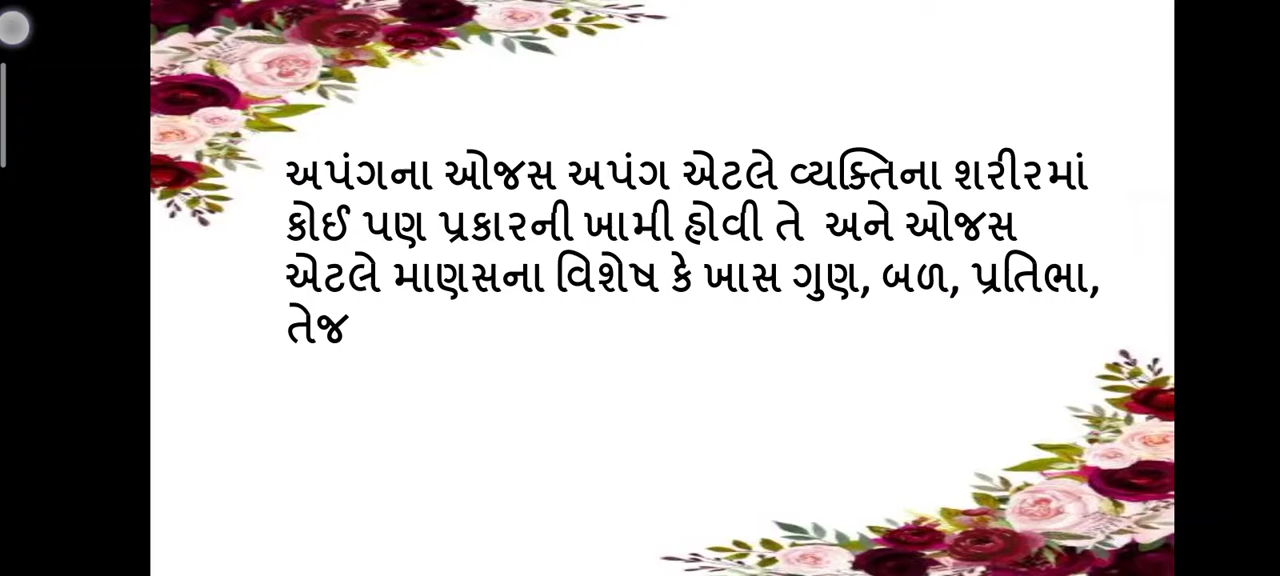 અપંગના ઓજસ અપંગ એટલે વ્યક્તિના શરીરમાં
કોઈ પણ પ્રકારની ખામી હોવી તે અને ઓજસ
એટલે માણસના વિશેષ કે ખાસ ગુણ, બળ, પ્રતિભા,
તેજ